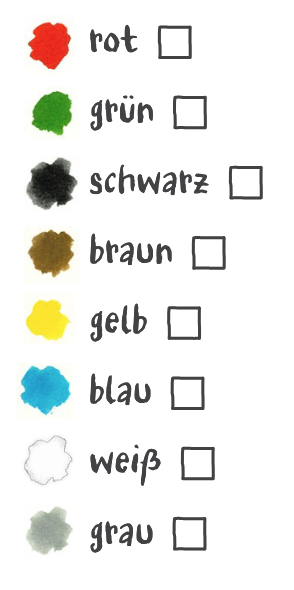 rot
grün
schwarz
braun
gelb
blau
weiß
grau